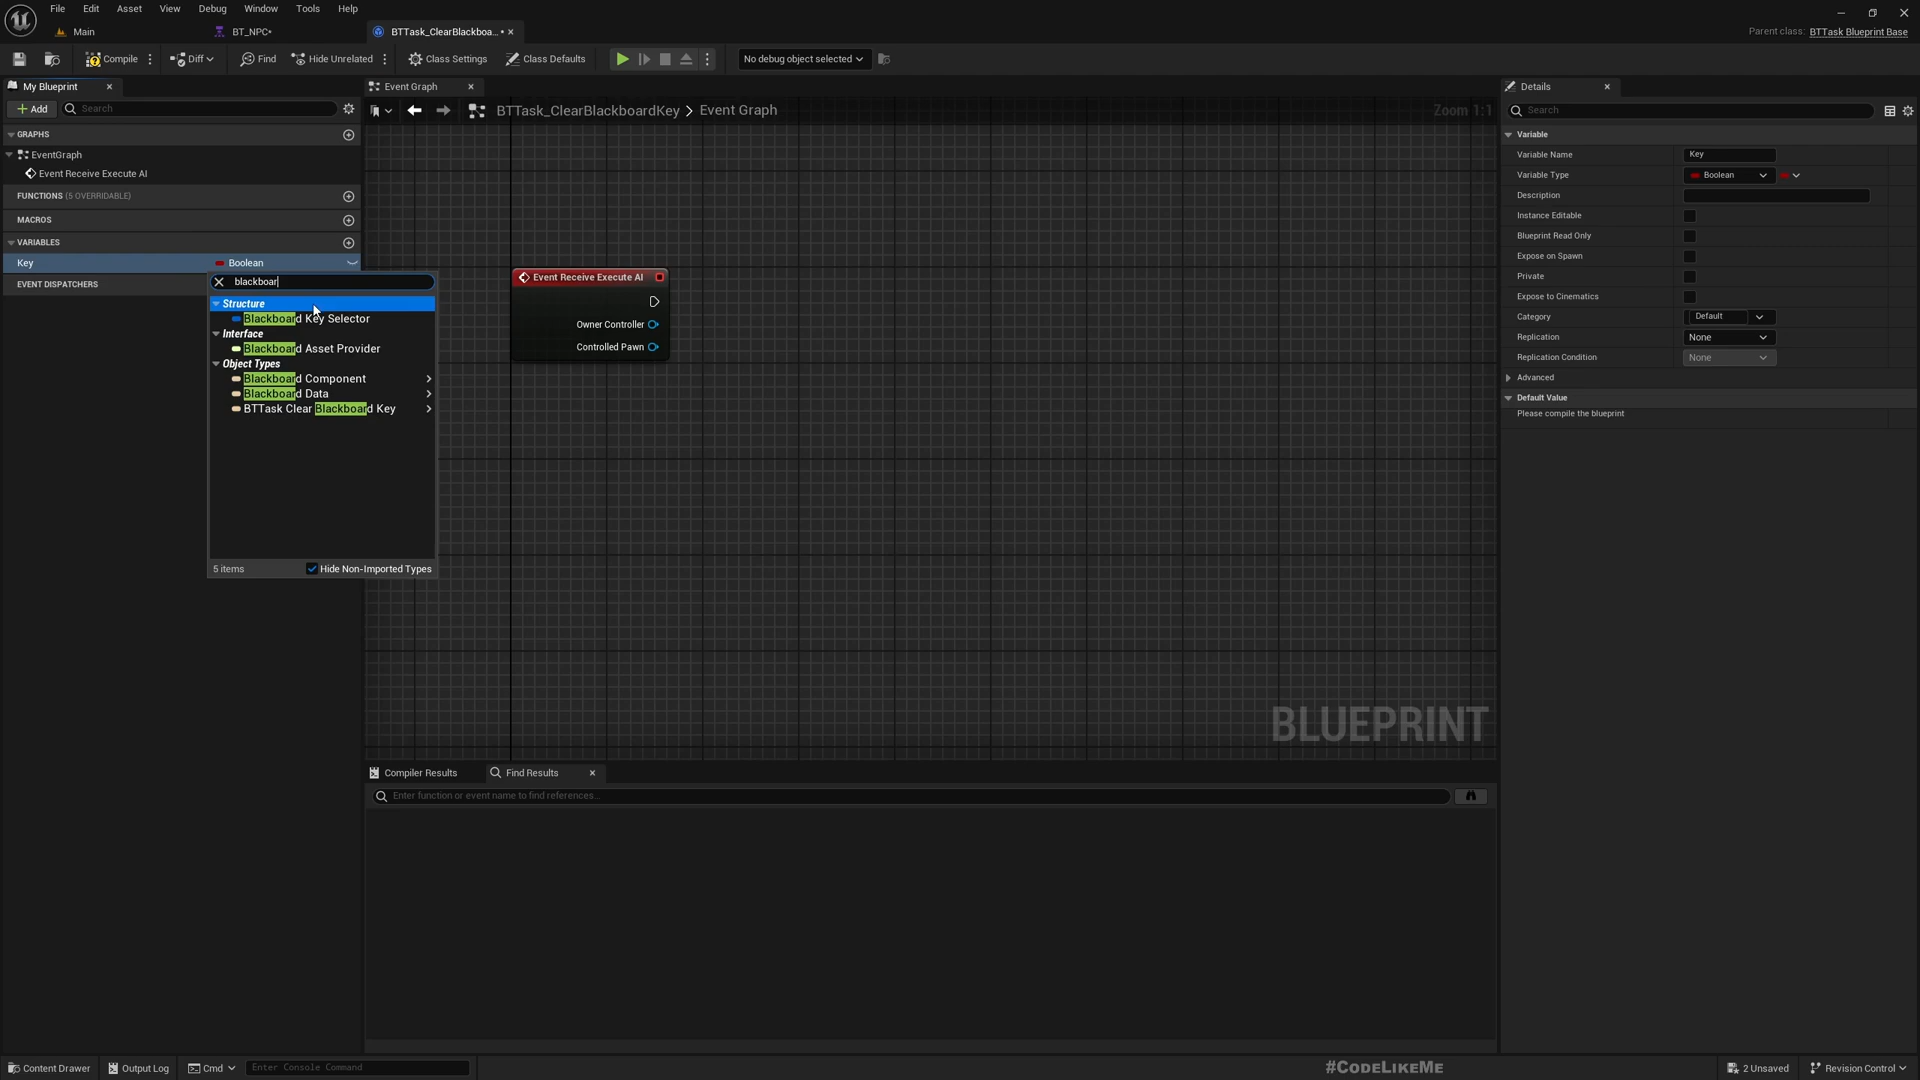 File Edit Asset View Debug Window Tools Help
Main
BT_NPC*
BTTask_ClearBlackboa... •
Parent class: BTTask Blueprint Base
Compile
Diff
Find
Hide Unrelated
Class Settings
Class Defaults
No debug object selected
My Blueprint
Event Graph
Details
Add
Search
BTTask_ClearBlackboardKey > Event Graph
Zoom 1:1
Search
GRAPHS
EventGraph
Event Receive Execute AI
FUNCTIONS (5 OVERRIDABLE)
MACROS
VARIABLES
Key
Boolean
EVENT DISPATCHERS
blackboar
Structure
Blackboard Key Selector
Interface
Blackboard Asset Provider
Object Types
Blackboard Component
Blackboard Data
BTTask Clear Blackboard Key
5 items
Hide Non-Imported Types
Event Receive Execute AI
Owner Controller
Controlled Pawn
BLUEPRINT
Variable
Variable Name
Key
Variable Type
Boolean
Description
Instance Editable
Blueprint Read Only
Expose on Spawn
Private
Expose to Cinematics
Category
Default
Replication
None
Replication Condition
None
Advanced
Default Value
Please compile the blueprint
Compiler Results
Find Results
Enter function or event name to find references...
Content Drawer
Output Log
Cmd
Enter Console Command
#CODELIKEME
2 Unsaved
Revision Control